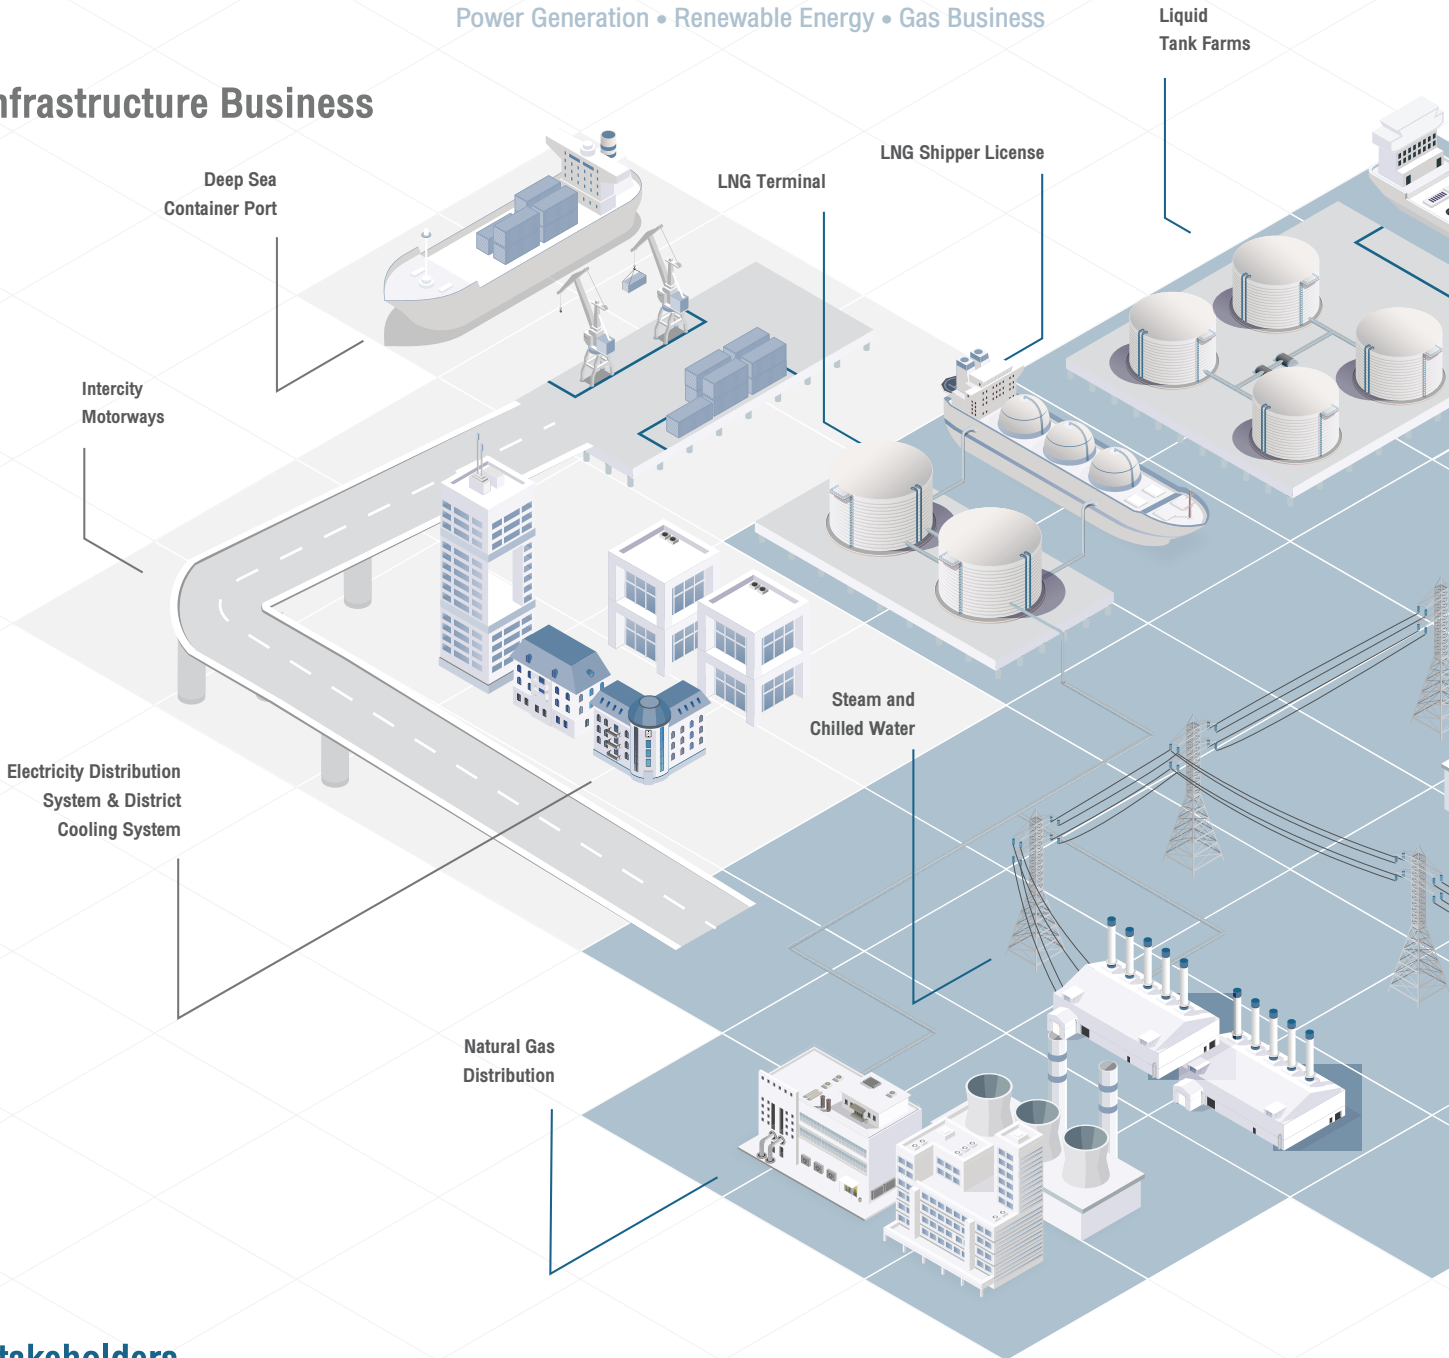 Power Generation • Renewable Energy • Gas Business
Liquid
Tank Farms
nfrastructure Business
LNG Shipper License
Deep Sea
Container Port
LNG Terminal
Intercity
Motorways
Steam and
Chilled Water
Electricity Distribution
System & District
Cooling System
Natural Gas
Distribution
takeholders